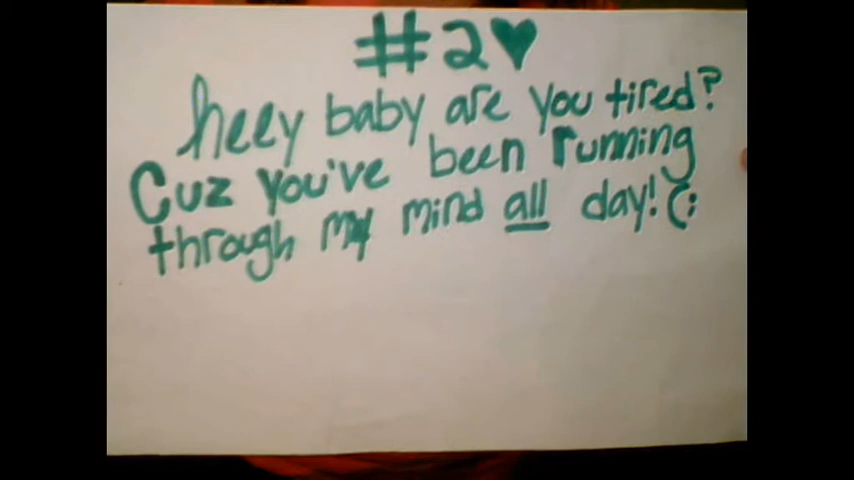 #2♥
heey baby are you tired?
Cuz you've been running
through my mind all day! (: